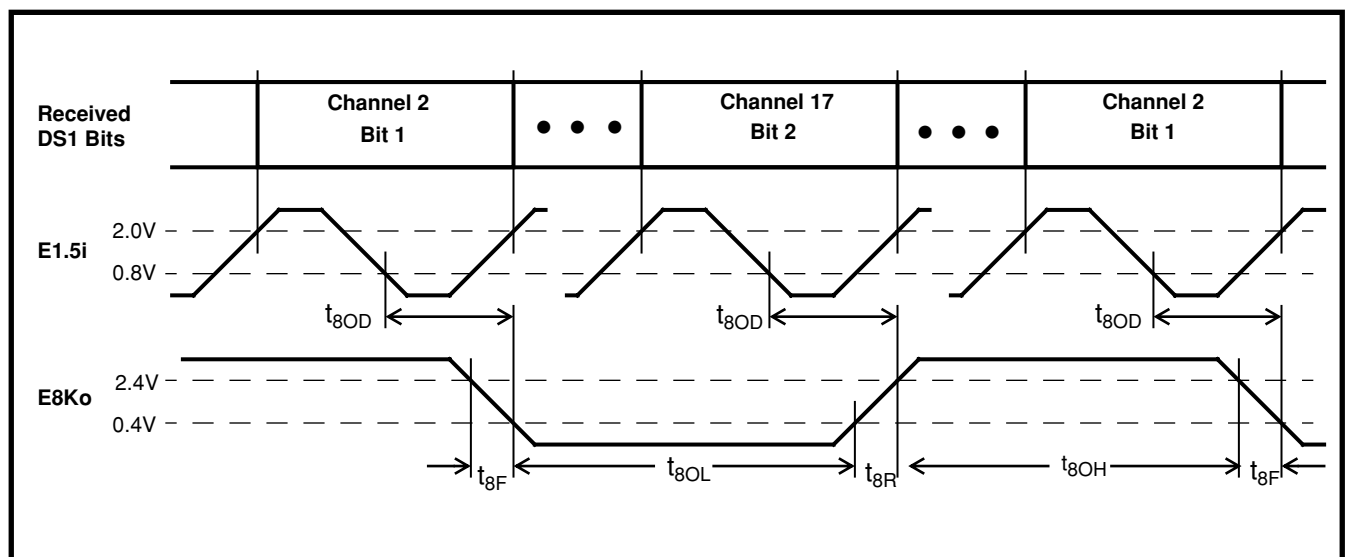 Received
DS1 Bits
Channel 2
Bit 1
• • •
Channel 17
Bit 2
• • •
Channel 2
Bit 1
E1.5i
2.0V
0.8V
t8OD
t8OD
t8OD
E8Ko
2.4V
0.4V
t8F
t8OL
t8R
t8OH
t8F